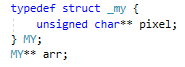 typedef struct _my {
    unsigned char** pixel;
} MY;
MY** arr;